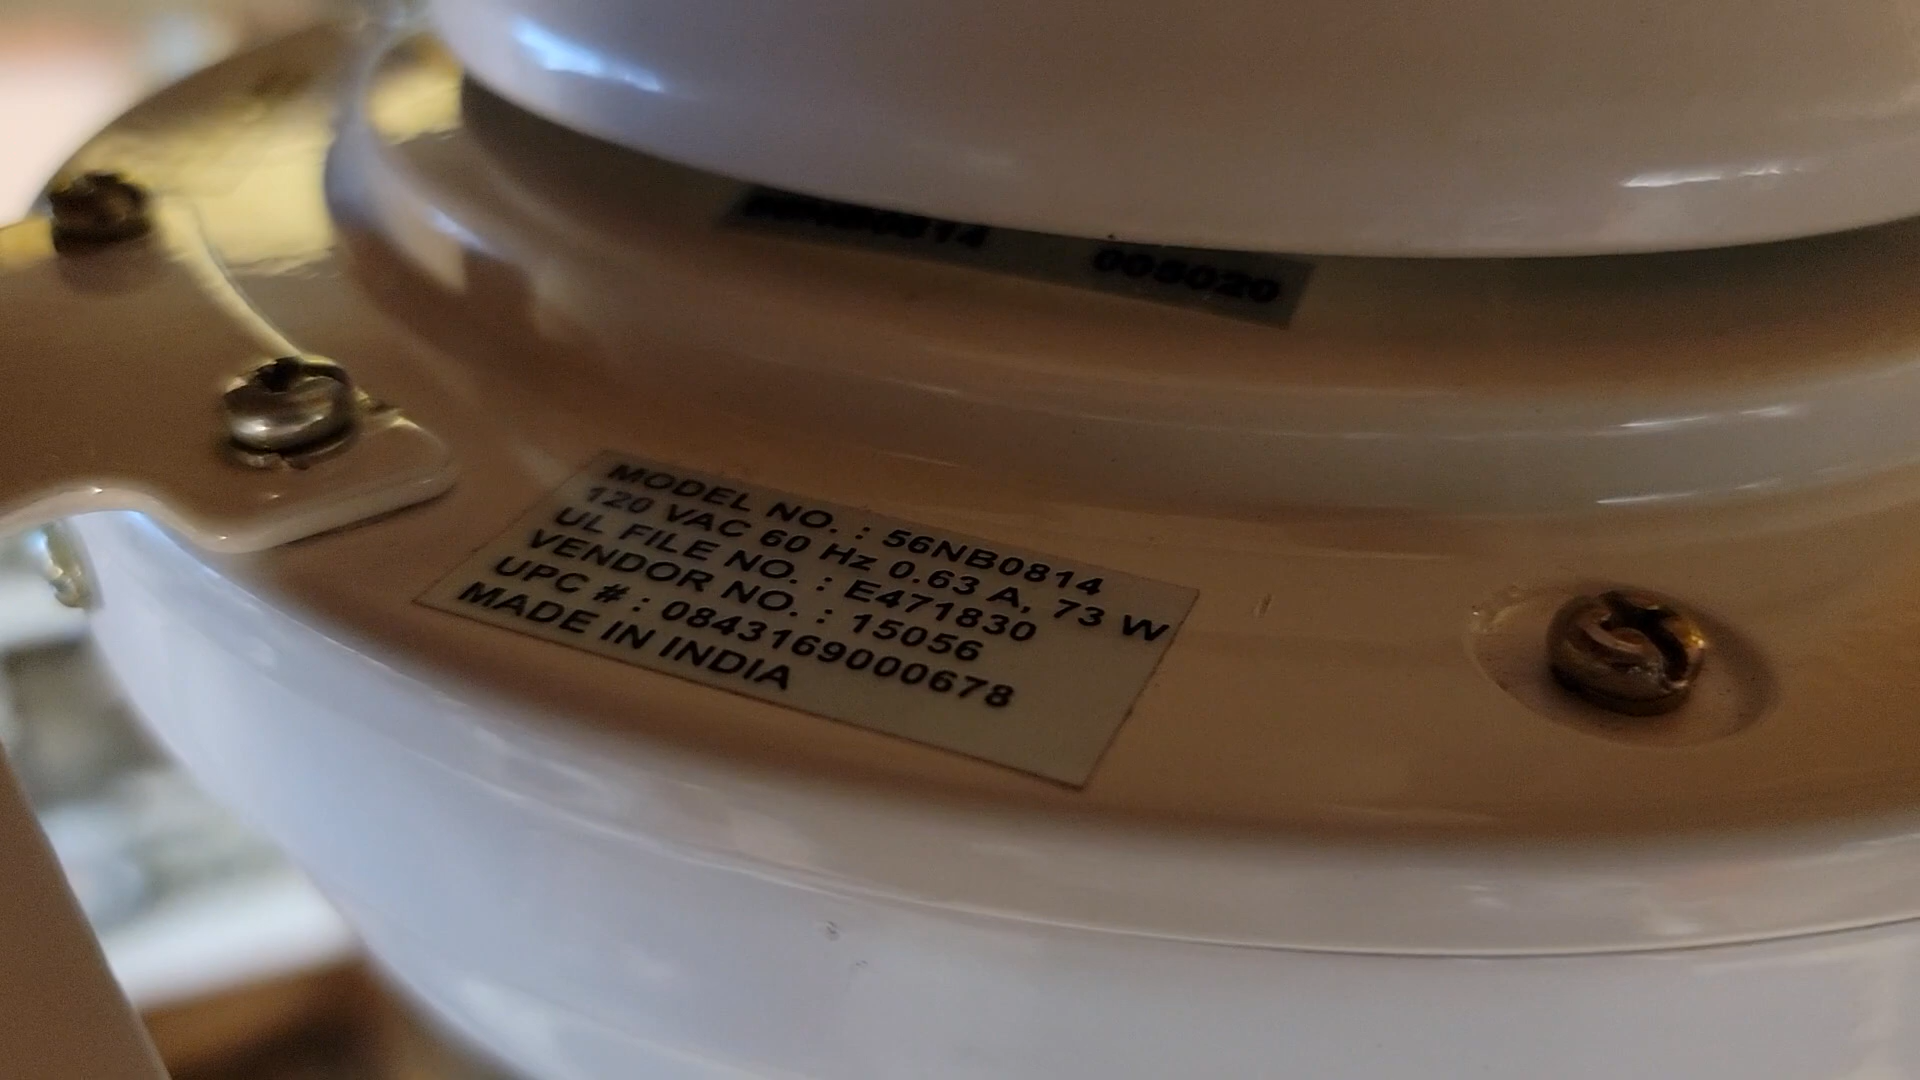 005020
MODEL NO. : 56NB0814
120 VAC 60 Hz 0.63 A, 73 W
UL FILE NO. : E471830
VENDOR NO. : 15056
UPC # : 0843169000678
MADE IN INDIA